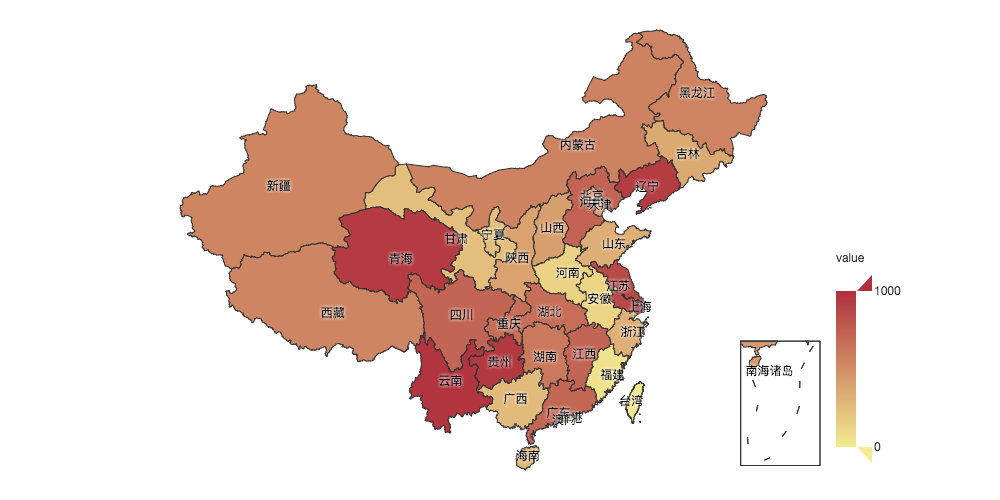 黑龙江
内蒙古
吉林
新疆
辽宁
北京
天津
山西
宁夏
甘肃
山东
陕西
青海
河南
value
江苏
1000
安徽
上海
西藏
四川
湖北
重庆
浙江
湖南
江西
贵州
南海诸岛
福建
云南
广西
台湾
广东
澳门
香港
0
海南